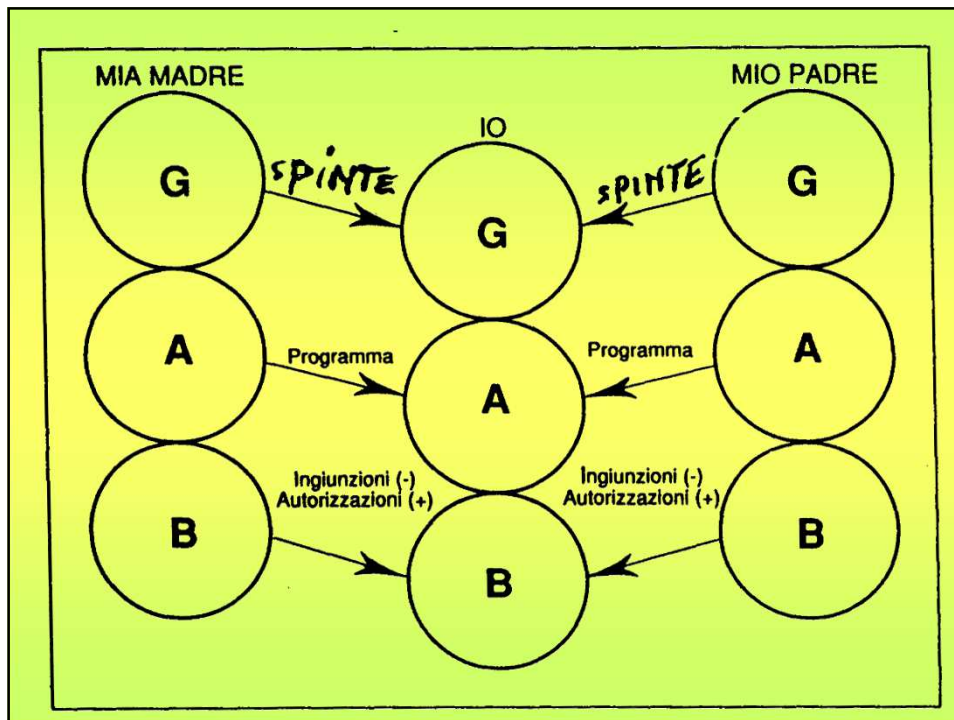 MIA MADRE
IO
MIO PADRE
G
sPiNTE
G
sPINTE
G
A
Programma
A
Programma
A
Ingiunzioni (-)
Autorizzazioni (+)
Ingiunzioni (-)
Autorizzazioni (+)
B
B
B